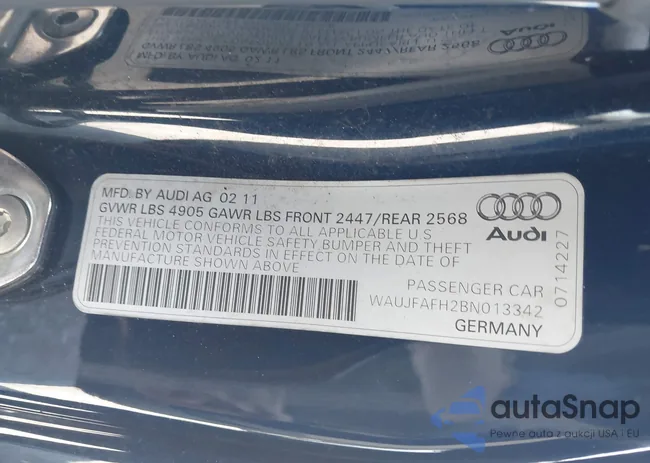 MFD. BY AUDI AG 02 11
GVWR LBS 4905 GAWR LBS FRONT 2447/REAR 2568
THIS VEHICLE CONFORMS TO ALL APPLICABLE U S
FEDERAL MOTOR VEHICLE SAFETY BUMPER AND THEFT
PREVENTION STANDARDS IN EFFECT ON THE DATE OF
MANUFACTURE SHOWN ABOVE
Audi
0714227
PASSENGER CAR
WAUJFAFH2BN013342
GERMANY
autaSnap
Pewne auto z aukcji USA i EU